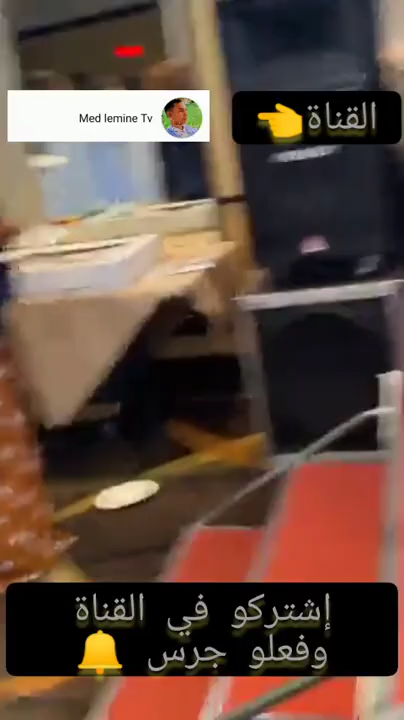 Med lemine Tv
القناة👈
إشتركو في القناة
وفعلو جرس 🔔